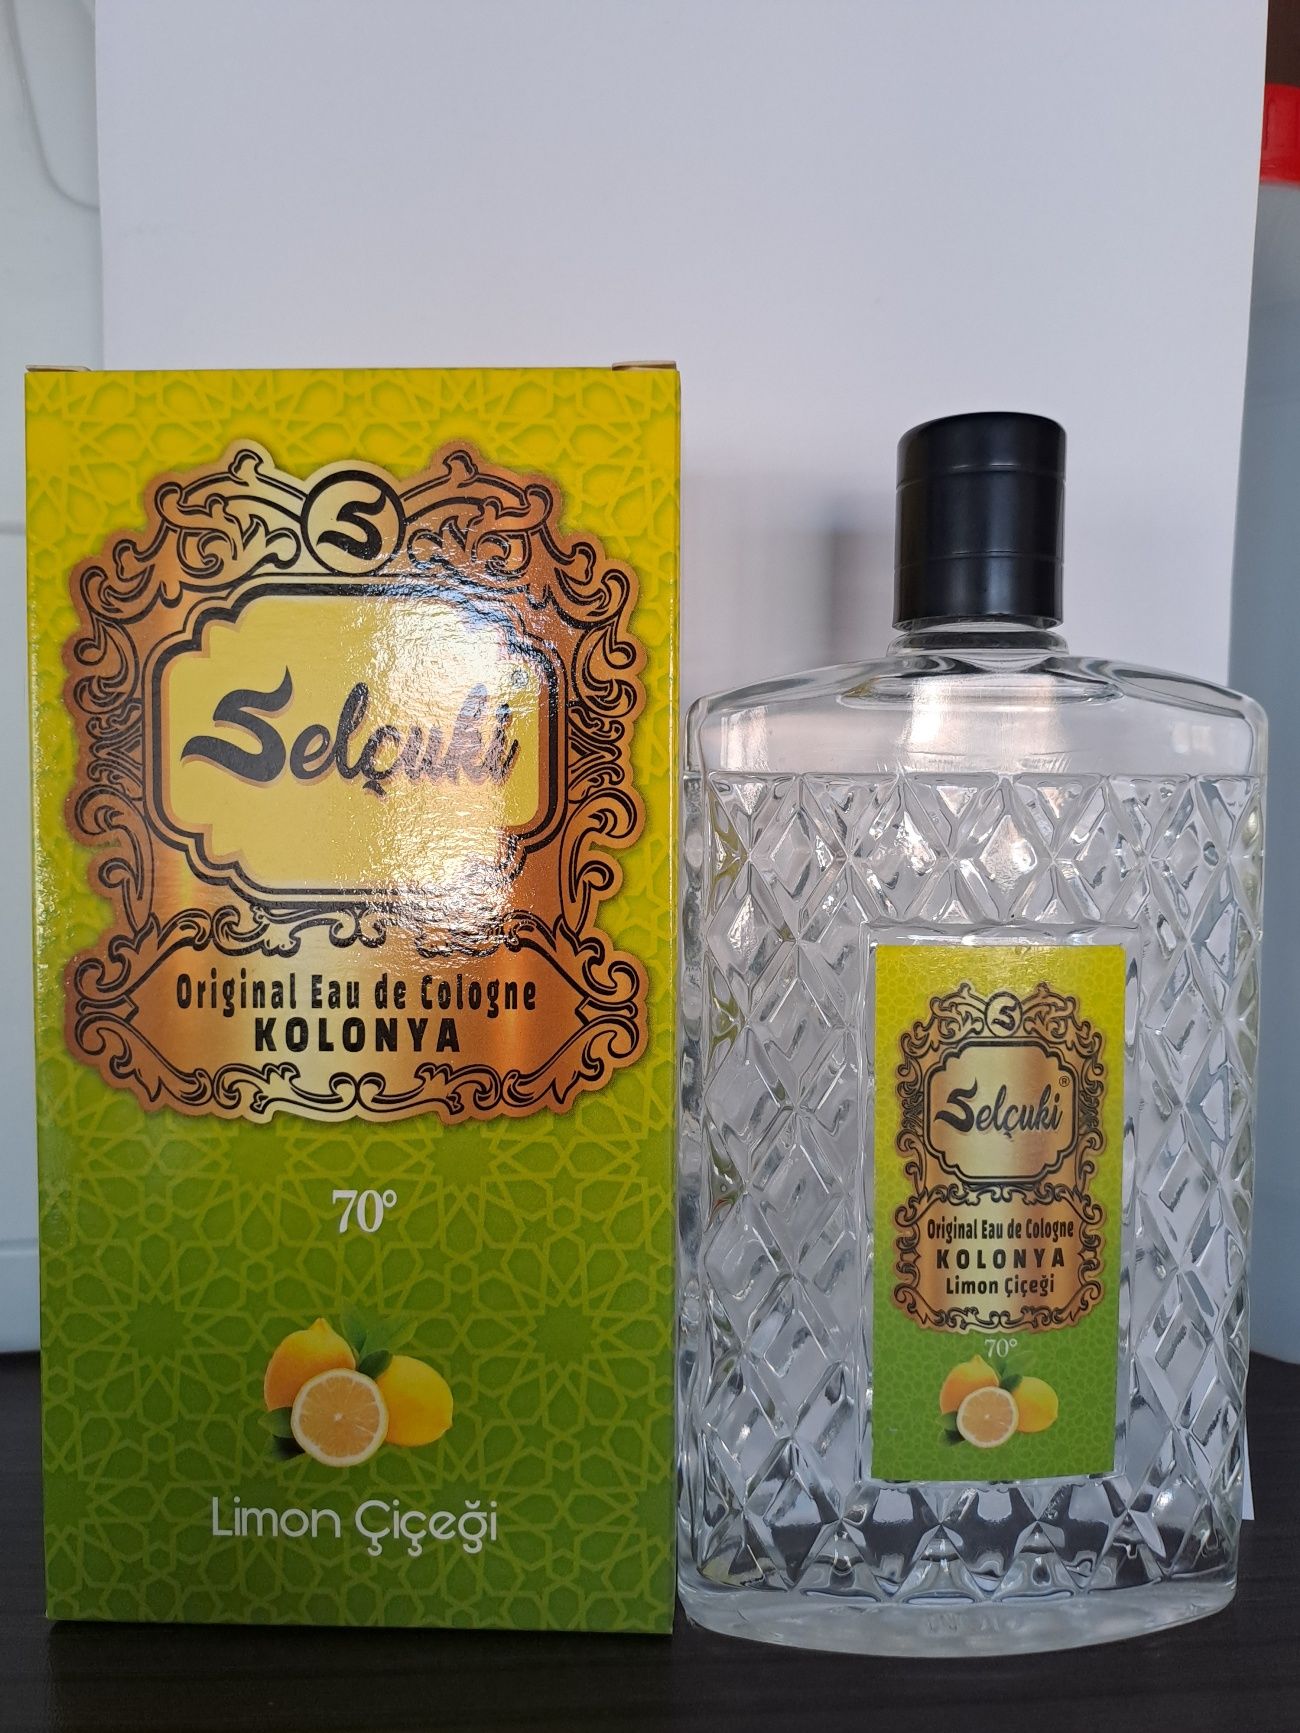 S
Selçuki
Original Eau de Cologne
KOLONYA
70°
Limon Çiçeği
S
Selçuki®
Original Eau de Cologne
KOLONYA
Limon Çiçeği
70°